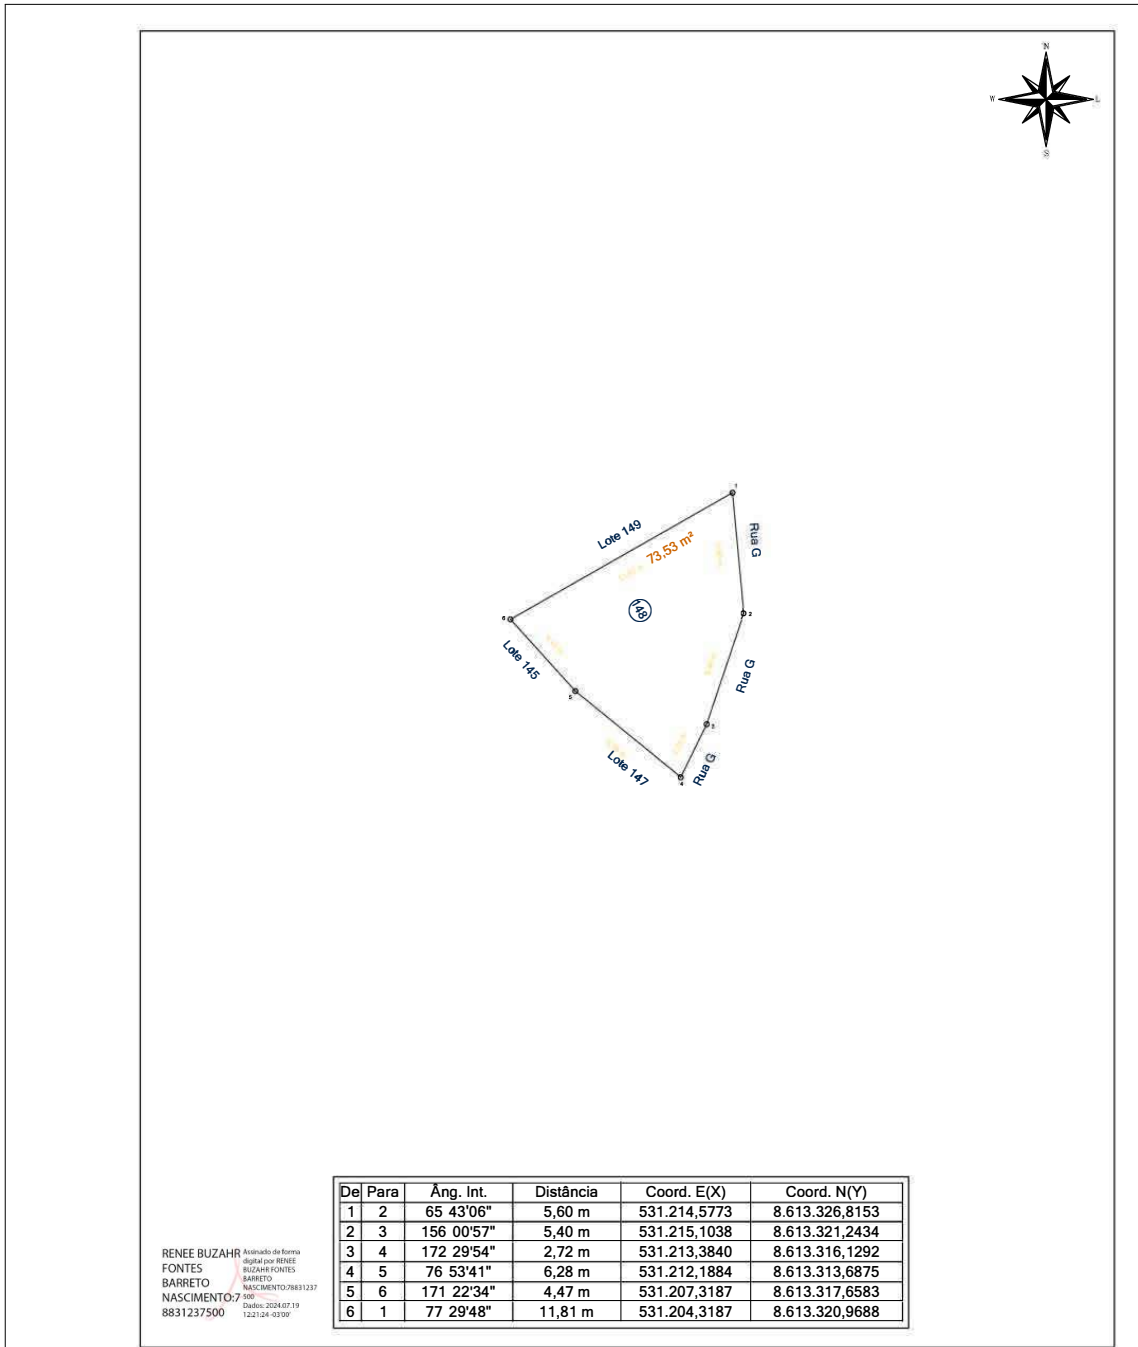 N
W
L
S
1
Lote 149
73,53 m²
Rua G
148
2
6
Lote 145
Rua G
5
3
Lote 147
Rua G
4
De Para Âng. Int. Distância Coord. E(X) Coord. N(Y)
1 2 65 43'06" 5,60 m 531.214,5773 8.613.326,8153
2 3 156 00'57" 5,40 m 531.215,1038 8.613.321,2434
3 4 172 29'54" 2,72 m 531.213,3840 8.613.316,1292
4 5 76 53'41" 6,28 m 531.212,1884 8.613.313,6875
5 6 171 22'34" 4,47 m 531.207,3187 8.613.317,6583
6 1 77 29'48" 11,81 m 531.204,3187 8.613.320,9688
RENEE BUZAHR
FONTES
BARRETO
NASCIMENTO:7
8831237500
Assinado de forma
digital por RENEE
BUZAHR FONTES
BARRETO
NASCIMENTO:78831237
500
Dados: 2024.07.19
12:21:24 -03'00'